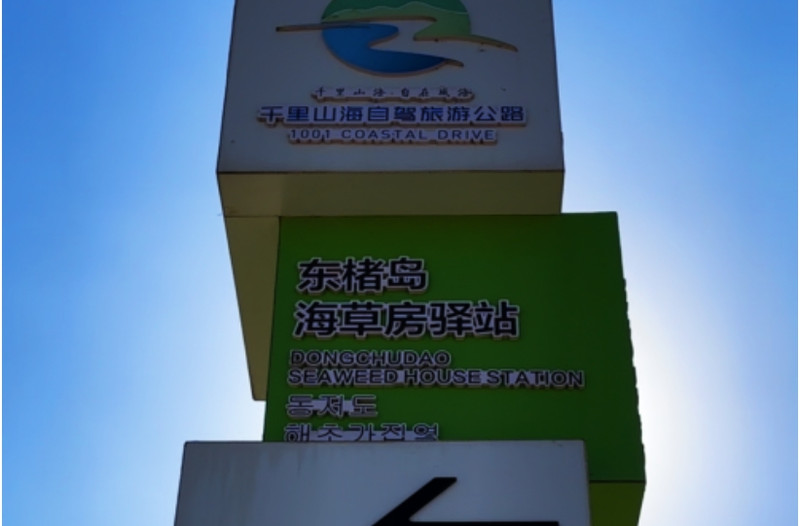 千里山海 自在威海
千里山海自驾旅游公路
1001 COASTAL DRIVE
东楮岛
海草房驿站
DONGCHUDAO
SEAWEED HOUSE STATION
동저도
해초가집역